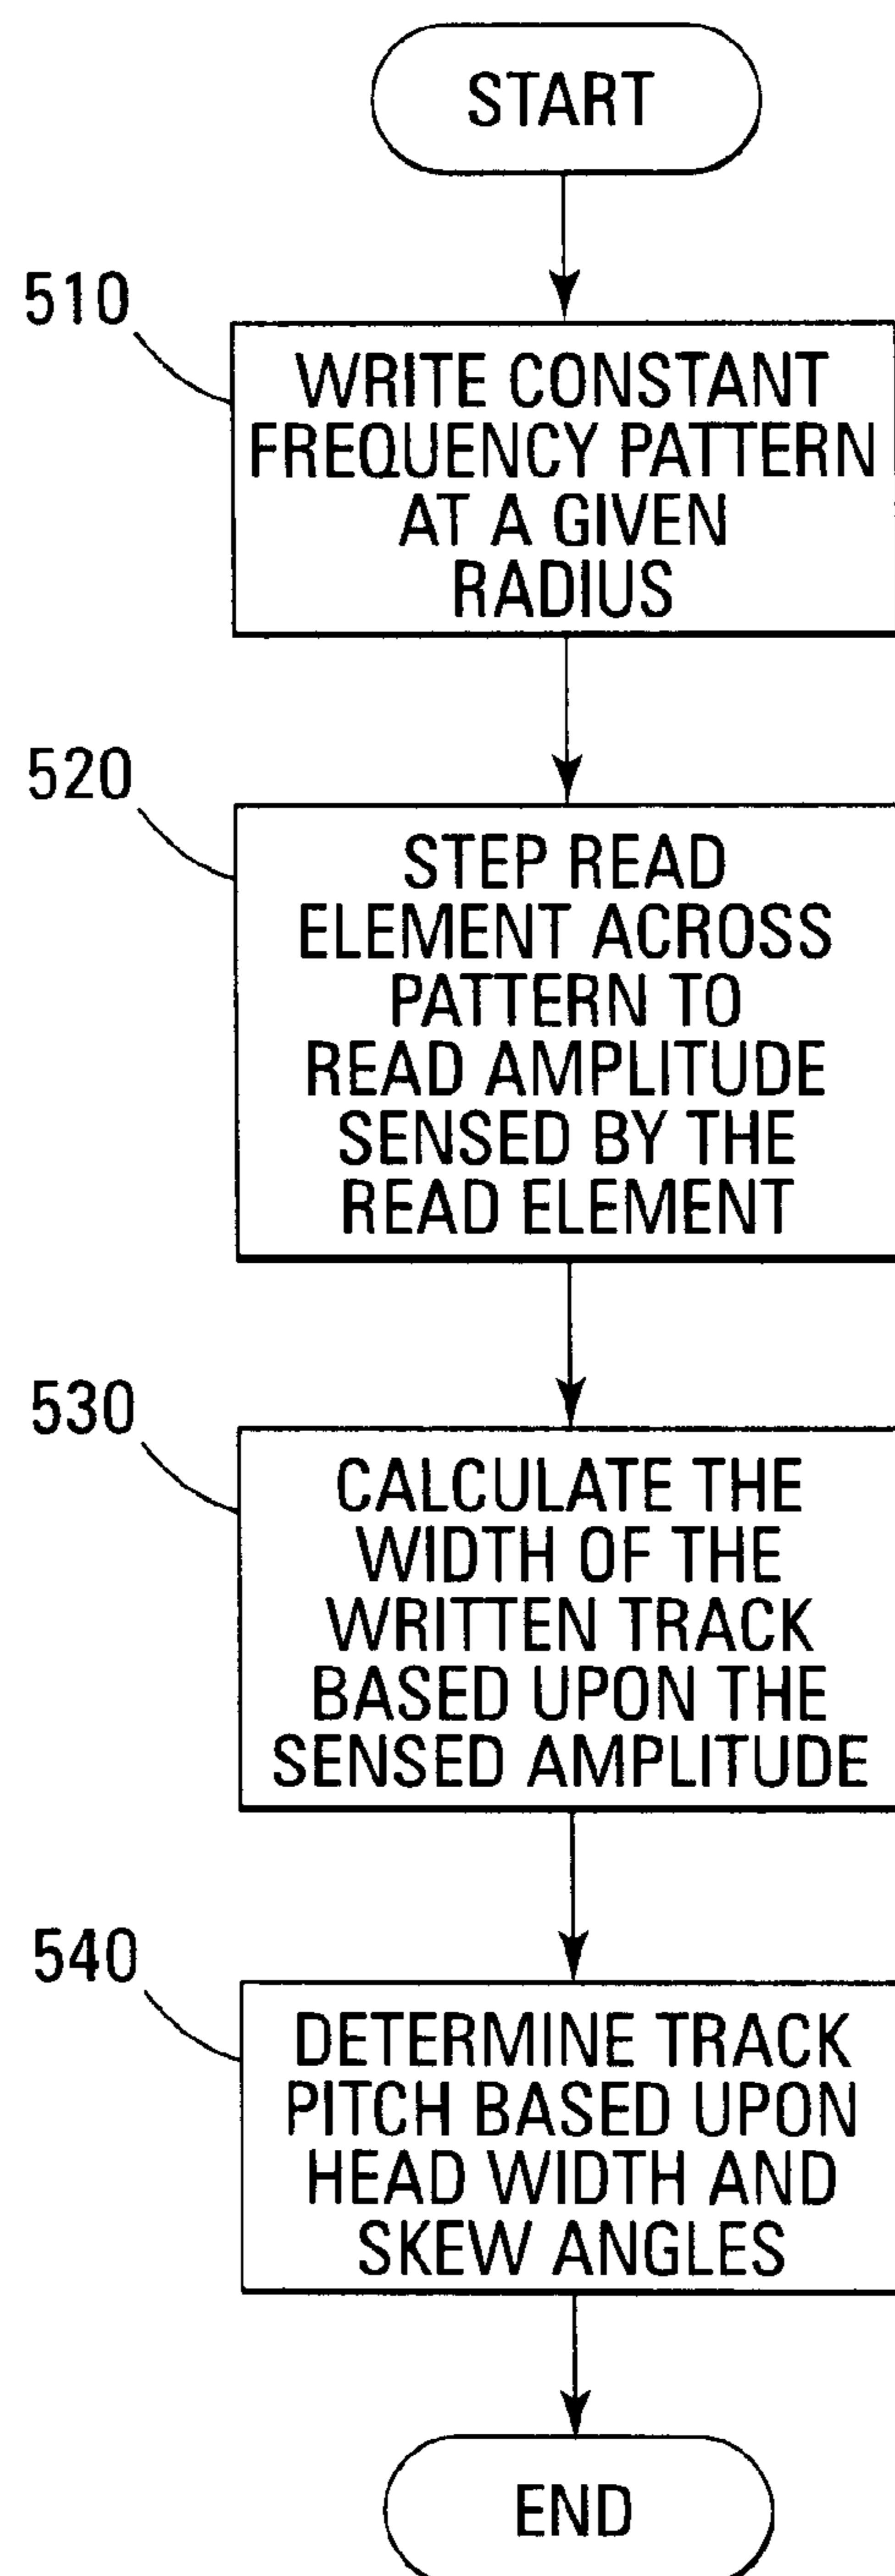 START
510
WRITE CONSTANT
FREQUENCY PATTERN
AT A GIVEN
RADIUS
520
STEP READ
ELEMENT ACROSS
PATTERN TO
READ AMPLITUDE
SENSED BY THE
READ ELEMENT
530
CALCULATE THE
WIDTH OF THE
WRITTEN TRACK
BASED UPON THE
SENSED AMPLITUDE
540
DETERMINE TRACK
PITCH BASED UPON
HEAD WIDTH AND
SKEW ANGLES
END